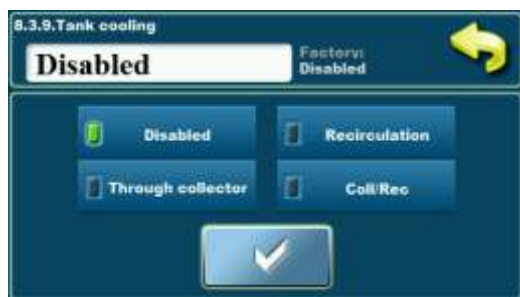 8.3.9.Tank cooling
Disabled
Factory:
Disabled
Disabled
Recirculation
Through collector
Coll/Rec